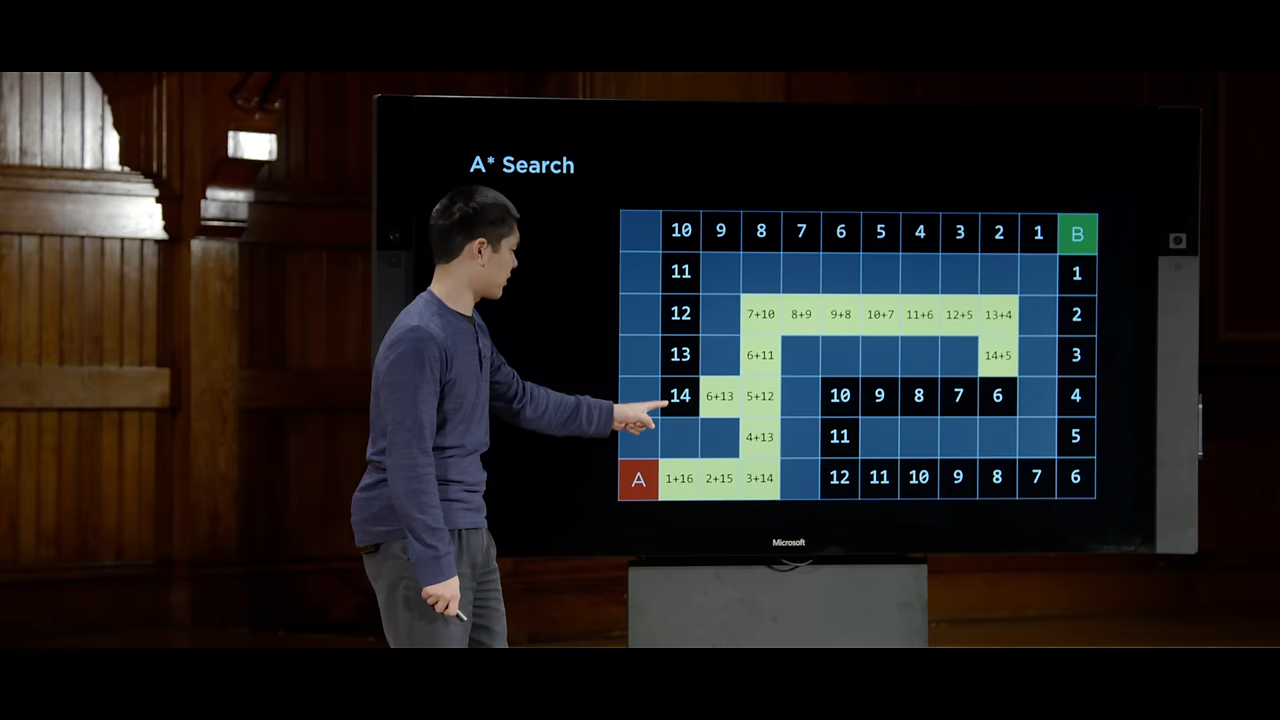 A* Search
10 9 8 7 6 5 4 3 2 1 B
11 1
12 7+10 8+9 9+8 10+7 11+6 12+5 13+4 2
13 6+11 14+5 3
14 6+13 5+12 10 9 8 7 6 4
4+13 11 5
A 1+16 2+15 3+14 12 11 10 9 8 7 6
Microsoft